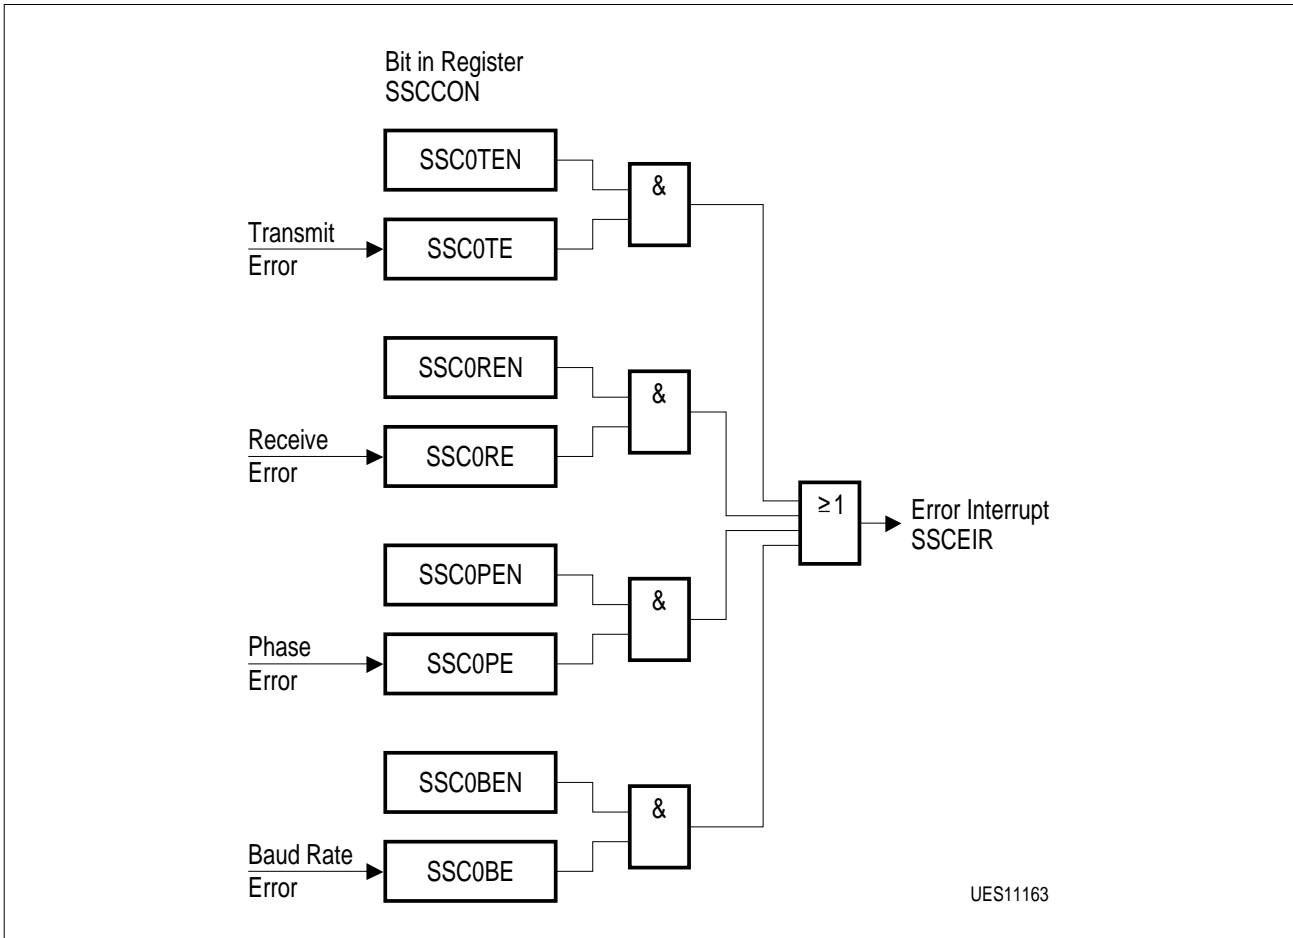 Bit in Register
SSCCON
SSC0TEN
&
Transmit
Error
SSC0TE
SSC0REN
&
Receive
Error
SSC0RE
≥1
Error Interrupt
SSCEIR
SSC0PEN
&
Phase
Error
SSC0PE
SSC0BEN
&
Baud Rate
Error
SSC0BE
UES11163